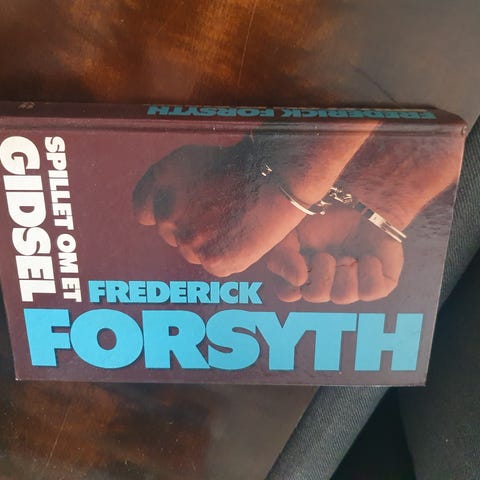 FREDERICK FORSYTH
SPILLET OM ET
GIDSEL
FREDERICK
FORSYTH